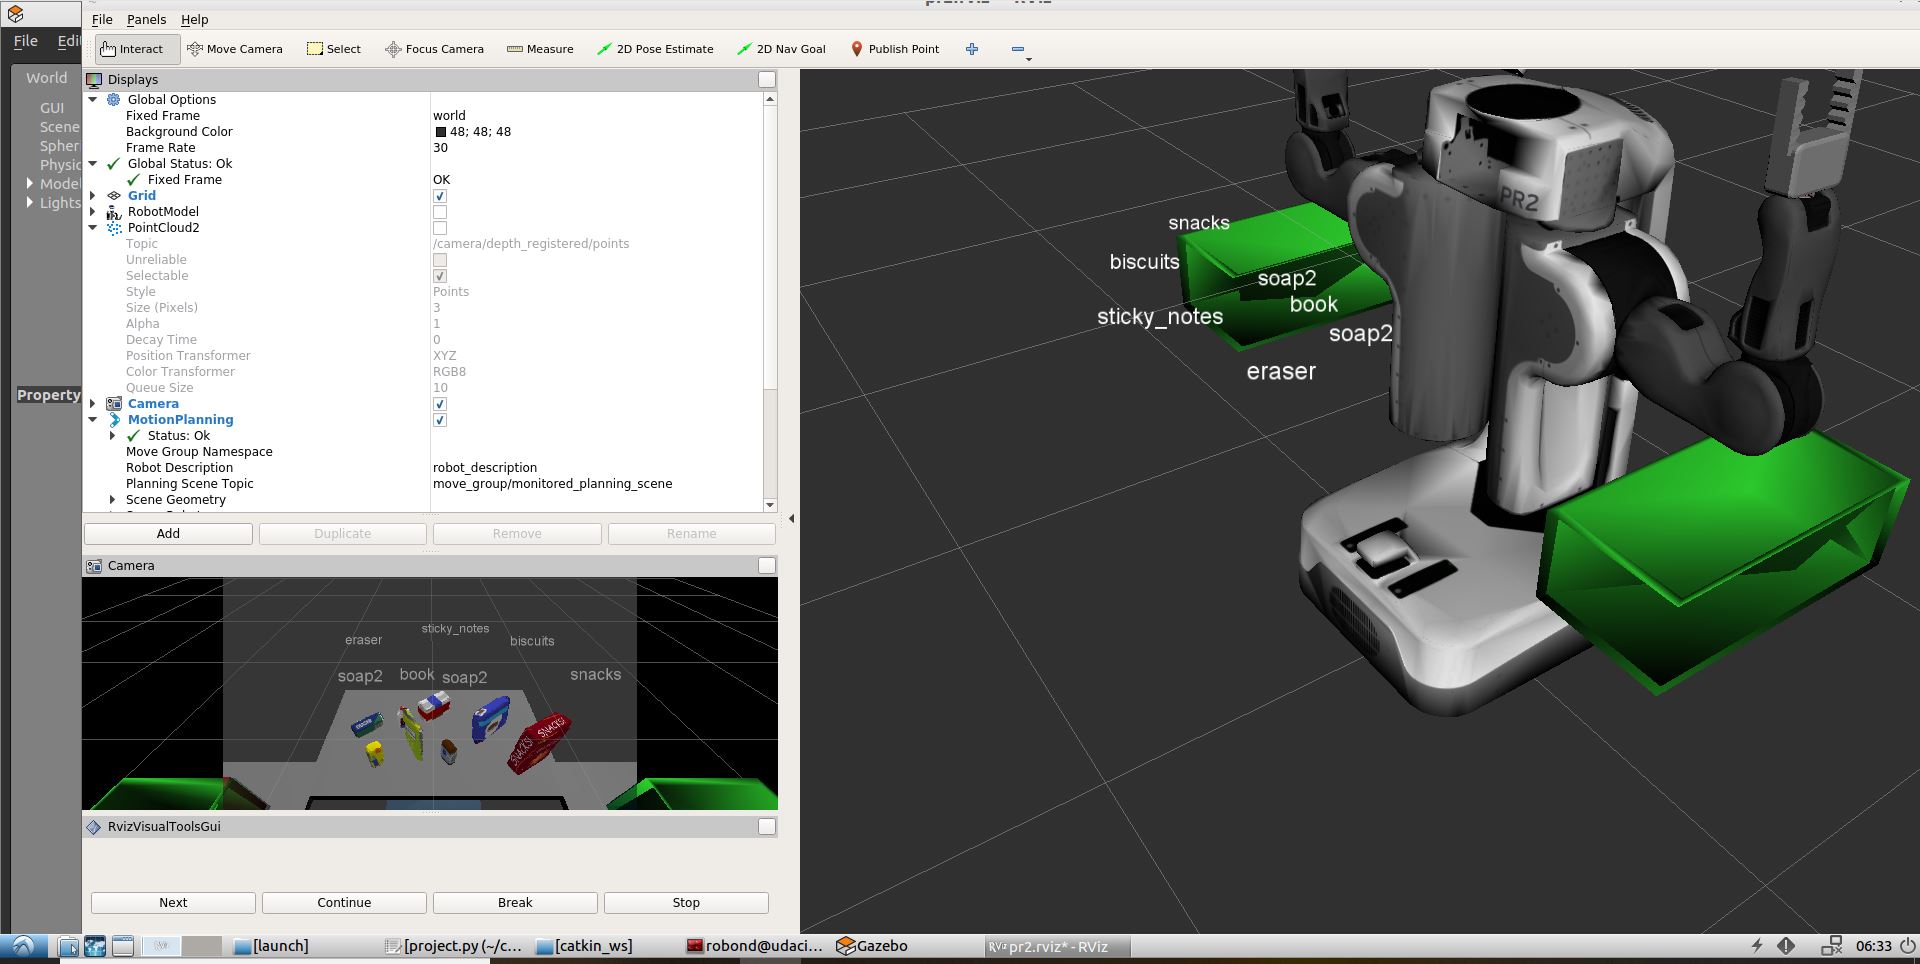 File Edi
World
GUI
Scene
Spher
Physic
Model
Lights
Property
File Panels Help
Interact Move Camera Select Focus Camera Measure 2D Pose Estimate 2D Nav Goal Publish Point
Displays
Global Options
Fixed Frame world
Background Color 48; 48; 48
Frame Rate 30
Global Status: Ok
Fixed Frame OK
Grid
RobotModel
PointCloud2
Topic /camera/depth_registered/points
Unreliable
Selectable
Style Points
Size (Pixels) 3
Alpha 1
Decay Time 0
Position Transformer XYZ
Color Transformer RGB8
Queue Size 10
Camera
MotionPlanning
Status: Ok
Move Group Namespace
Robot Description robot_description
Planning Scene Topic move_group/monitored_planning_scene
Scene Geometry
Add Duplicate Remove Rename
Camera
sticky_notes
eraser biscuits
soap2 book soap2 snacks
SNACKS!
SNACKS!
RvizVisualToolsGui
Next Continue Break Stop
PR2
snacks
biscuits
soap2
book
sticky_notes
soap2
eraser
[launch] [project.py (~/c... [catkin_ws] robond@udaci... Gazebo RViz pr2.rviz* - RViz 06:33